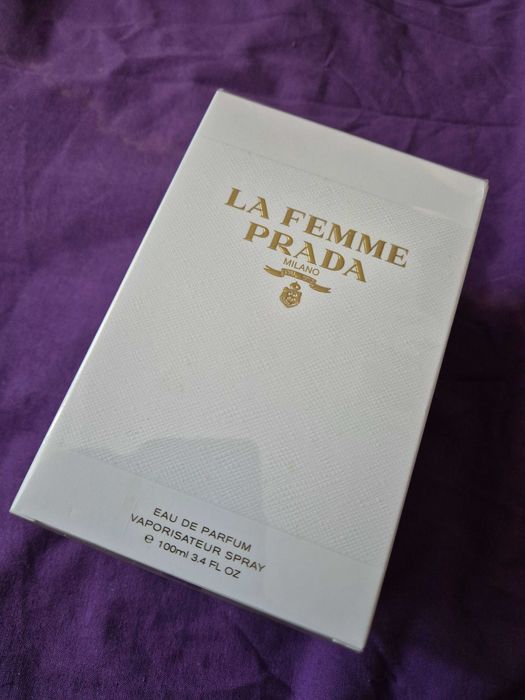 LA FEMME
PRADA
MILANO
EAU DE PARFUM
VAPORISATEUR SPRAY
e 100ml 3.4 FL OZ